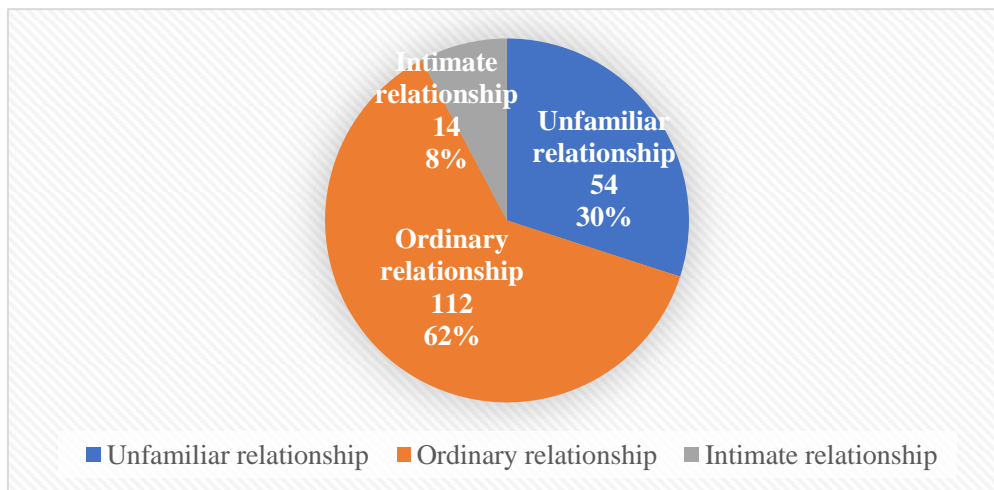 Intimate
relationship
14
8%
Unfamiliar
relationship
54
30%
Ordinary
relationship
112
62%
Unfamiliar relationship Ordinary relationship Intimate relationship